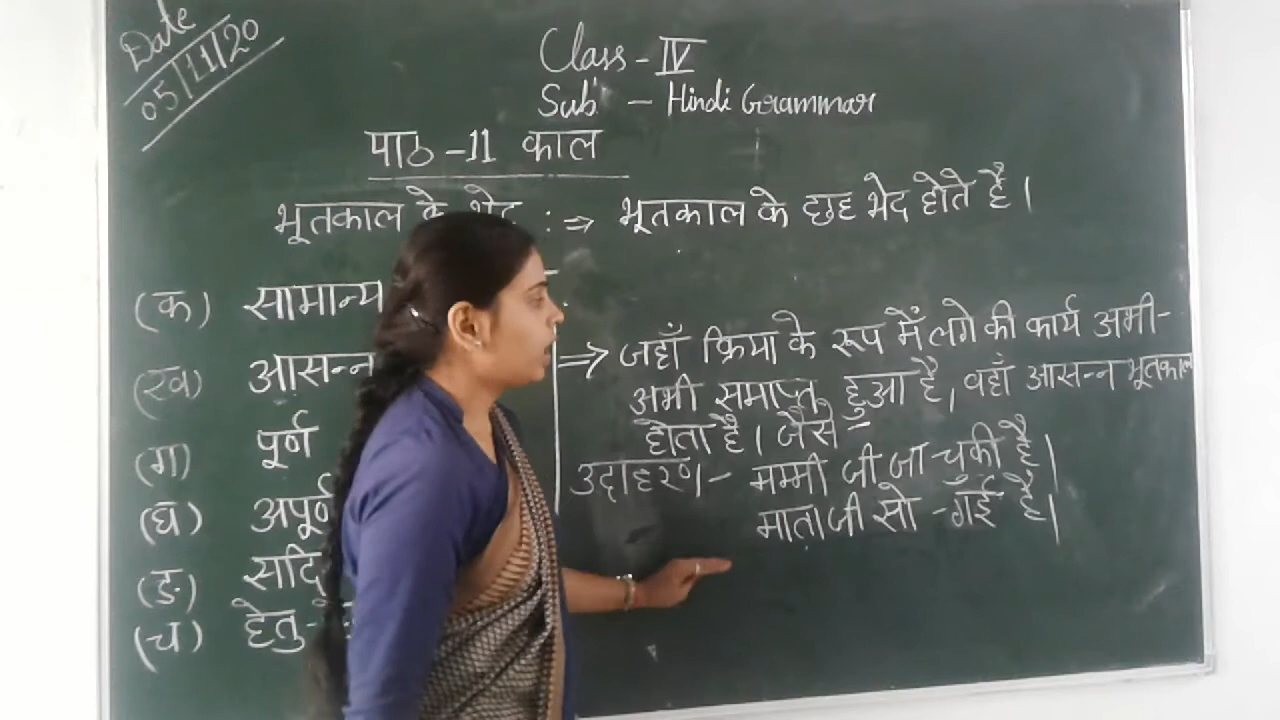 Date
05/11/20
Class - IV
Sub - Hindi Grammar
पाठ - 11 काल
भूतकाल के भेद : ⇒ भूतकाल के छह भेद होते हैं।
(क) सामान्य
(ख) आसन्न
(ग) पूर्ण
(घ) अपूर्ण
(ङ)
(च) हेतु-
⇒ जहाँ क्रिया के रूप में लगे की कार्य अभी-
अभी समाप्त हुआ है, वहाँ आसन्न भूतकाल
होता है। जैसे -
उदाहरण - मम्मी जी जा चुकी है।
माताजी सो -गई है।